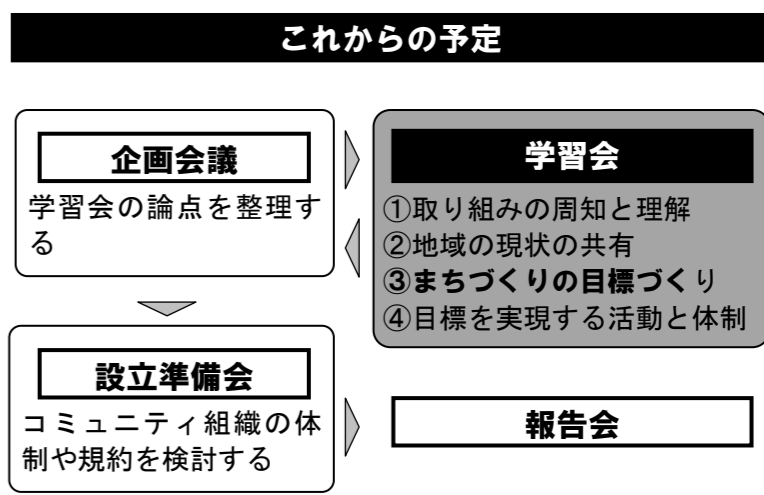 これからの予定
企画会議
学習会の論点を整理す
る
学習会
①取り組みの周知と理解
②地域の現状の共有
③まちづくりの目標づくり
④目標を実現する活動と体制
設立準備会
コミュニティ組織の体
制や規約を検討する
報告会